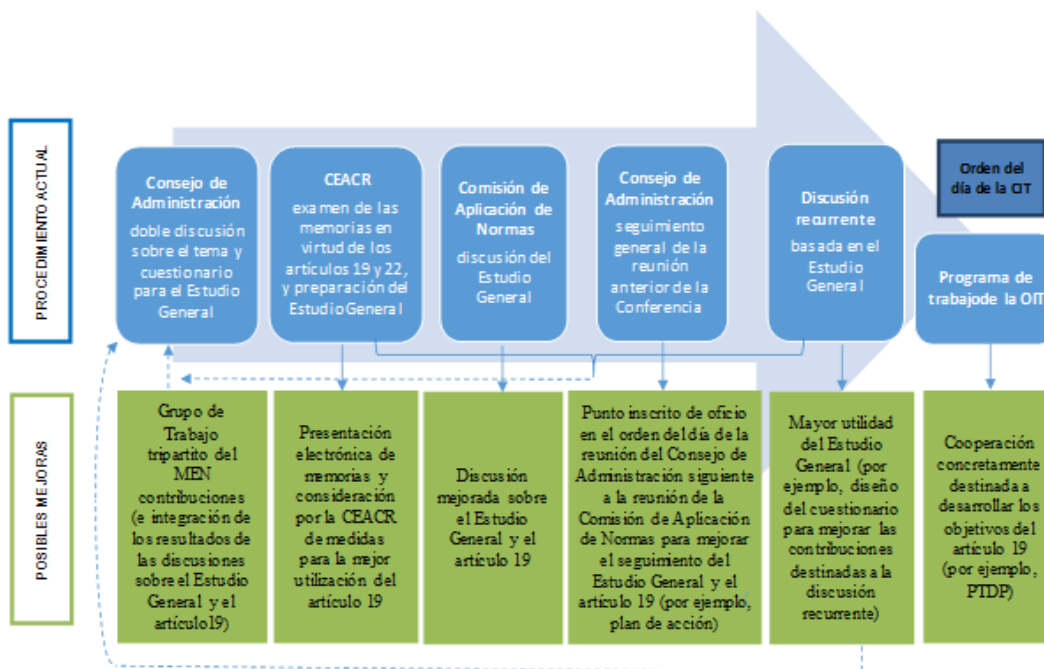 PROCEDIMIENTO ACTUAL
Consejo de
Administración
doble discusión
sobre el tema y
cuestionario
para el Estudio
General
CEACR
examen de las
memorias en
virtud de los
artículos 19 y 22,
y preparación del
Estudio General
Comisión de
Aplicación de
Normas
discusión del
Estudio
General
Consejo de
Administración
seguimiento
general de la
reunión
anterior de la
Conferencia
Discusión
recurrente
basada en el
Estudio
General
Orden del
día de la CIT
Programa de
trabajode la OIT
POSIBLES MEJORAS
Grupo de
Trabajo
tripartito del
MEN
contribuciones
(e integración de
los resultados de
las discusiones
sobre el Estudio
General y el
artículo19)
Presentación
electrónica de
memorias y
consideración
por la CEACR
de medidas
para la mejor
utilización del
artículo 19
Discusión
mejorada sobre
el Estudio
General y el
artículo 19
Punto inscrito de oficio
en el orden del día de la
reunión del Consejo de
Administración siguiente
a la reunión de la
Comisión de Aplicación
de Normas para mejorar
el seguimiento del
Estudio General y el
artículo 19 (por ejemplo,
plan de acción)
Mayor utilidad
del Estudio
General (por
ejemplo, diseño
del cuestionario
para mejorar las
contribuciones
destinadas a la
discusión
recurrente)
Cooperación
concretamente
destinada a
desarrollar los
objetivos del
artículo 19
(por ejemplo,
PTDP)